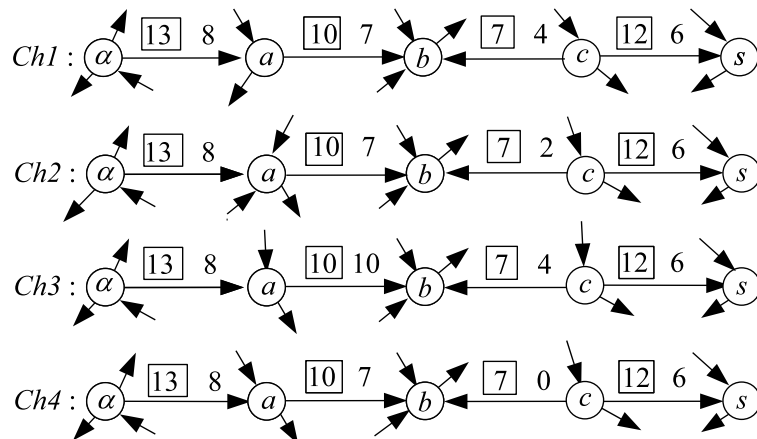 13 8 10 7 7 4 12 6
Ch1 : α a b c s
13 8 10 7 7 2 12 6
Ch2 : α a b c s
13 8 10 10 7 4 12 6
Ch3 : α a b c s
13 8 10 7 7 0 12 6
Ch4 : α a b c s